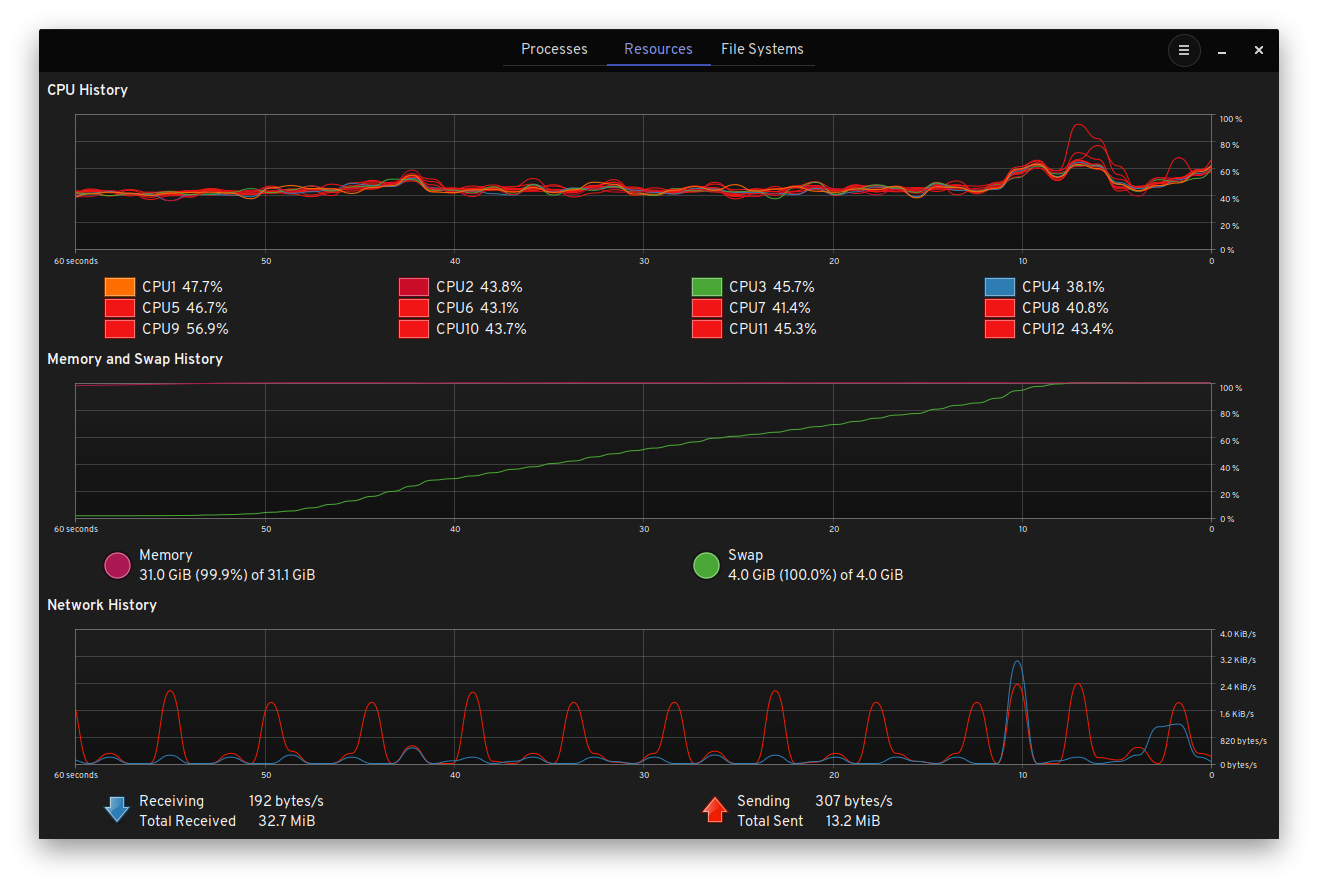 Processes Resources File Systems
CPU History
100 %
80 %
60 %
40 %
20 %
0 %
60 seconds 50 40 30 20 10 0
CPU1 47.7% CPU2 43.8% CPU3 45.7% CPU4 38.1%
CPU5 46.7% CPU6 43.1% CPU7 41.4% CPU8 40.8%
CPU9 56.9% CPU10 43.7% CPU11 45.3% CPU12 43.4%
Memory and Swap History
100 %
80 %
60 %
40 %
20 %
0 %
60 seconds 50 40 30 20 10 0
Memory Swap
31.0 GiB (99.9%) of 31.1 GiB 4.0 GiB (100.0%) of 4.0 GiB
Network History
4.0 KiB/s
3.2 KiB/s
2.4 KiB/s
1.6 KiB/s
820 bytes/s
0 bytes/s
60 seconds 50 40 30 20 10 0
Receiving 192 bytes/s Sending 307 bytes/s
Total Received 32.7 MiB Total Sent 13.2 MiB